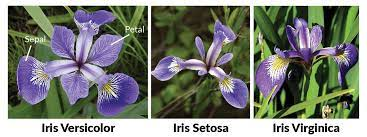 Sepal
Petal
Iris Versicolor
Iris Setosa
Iris Virginica